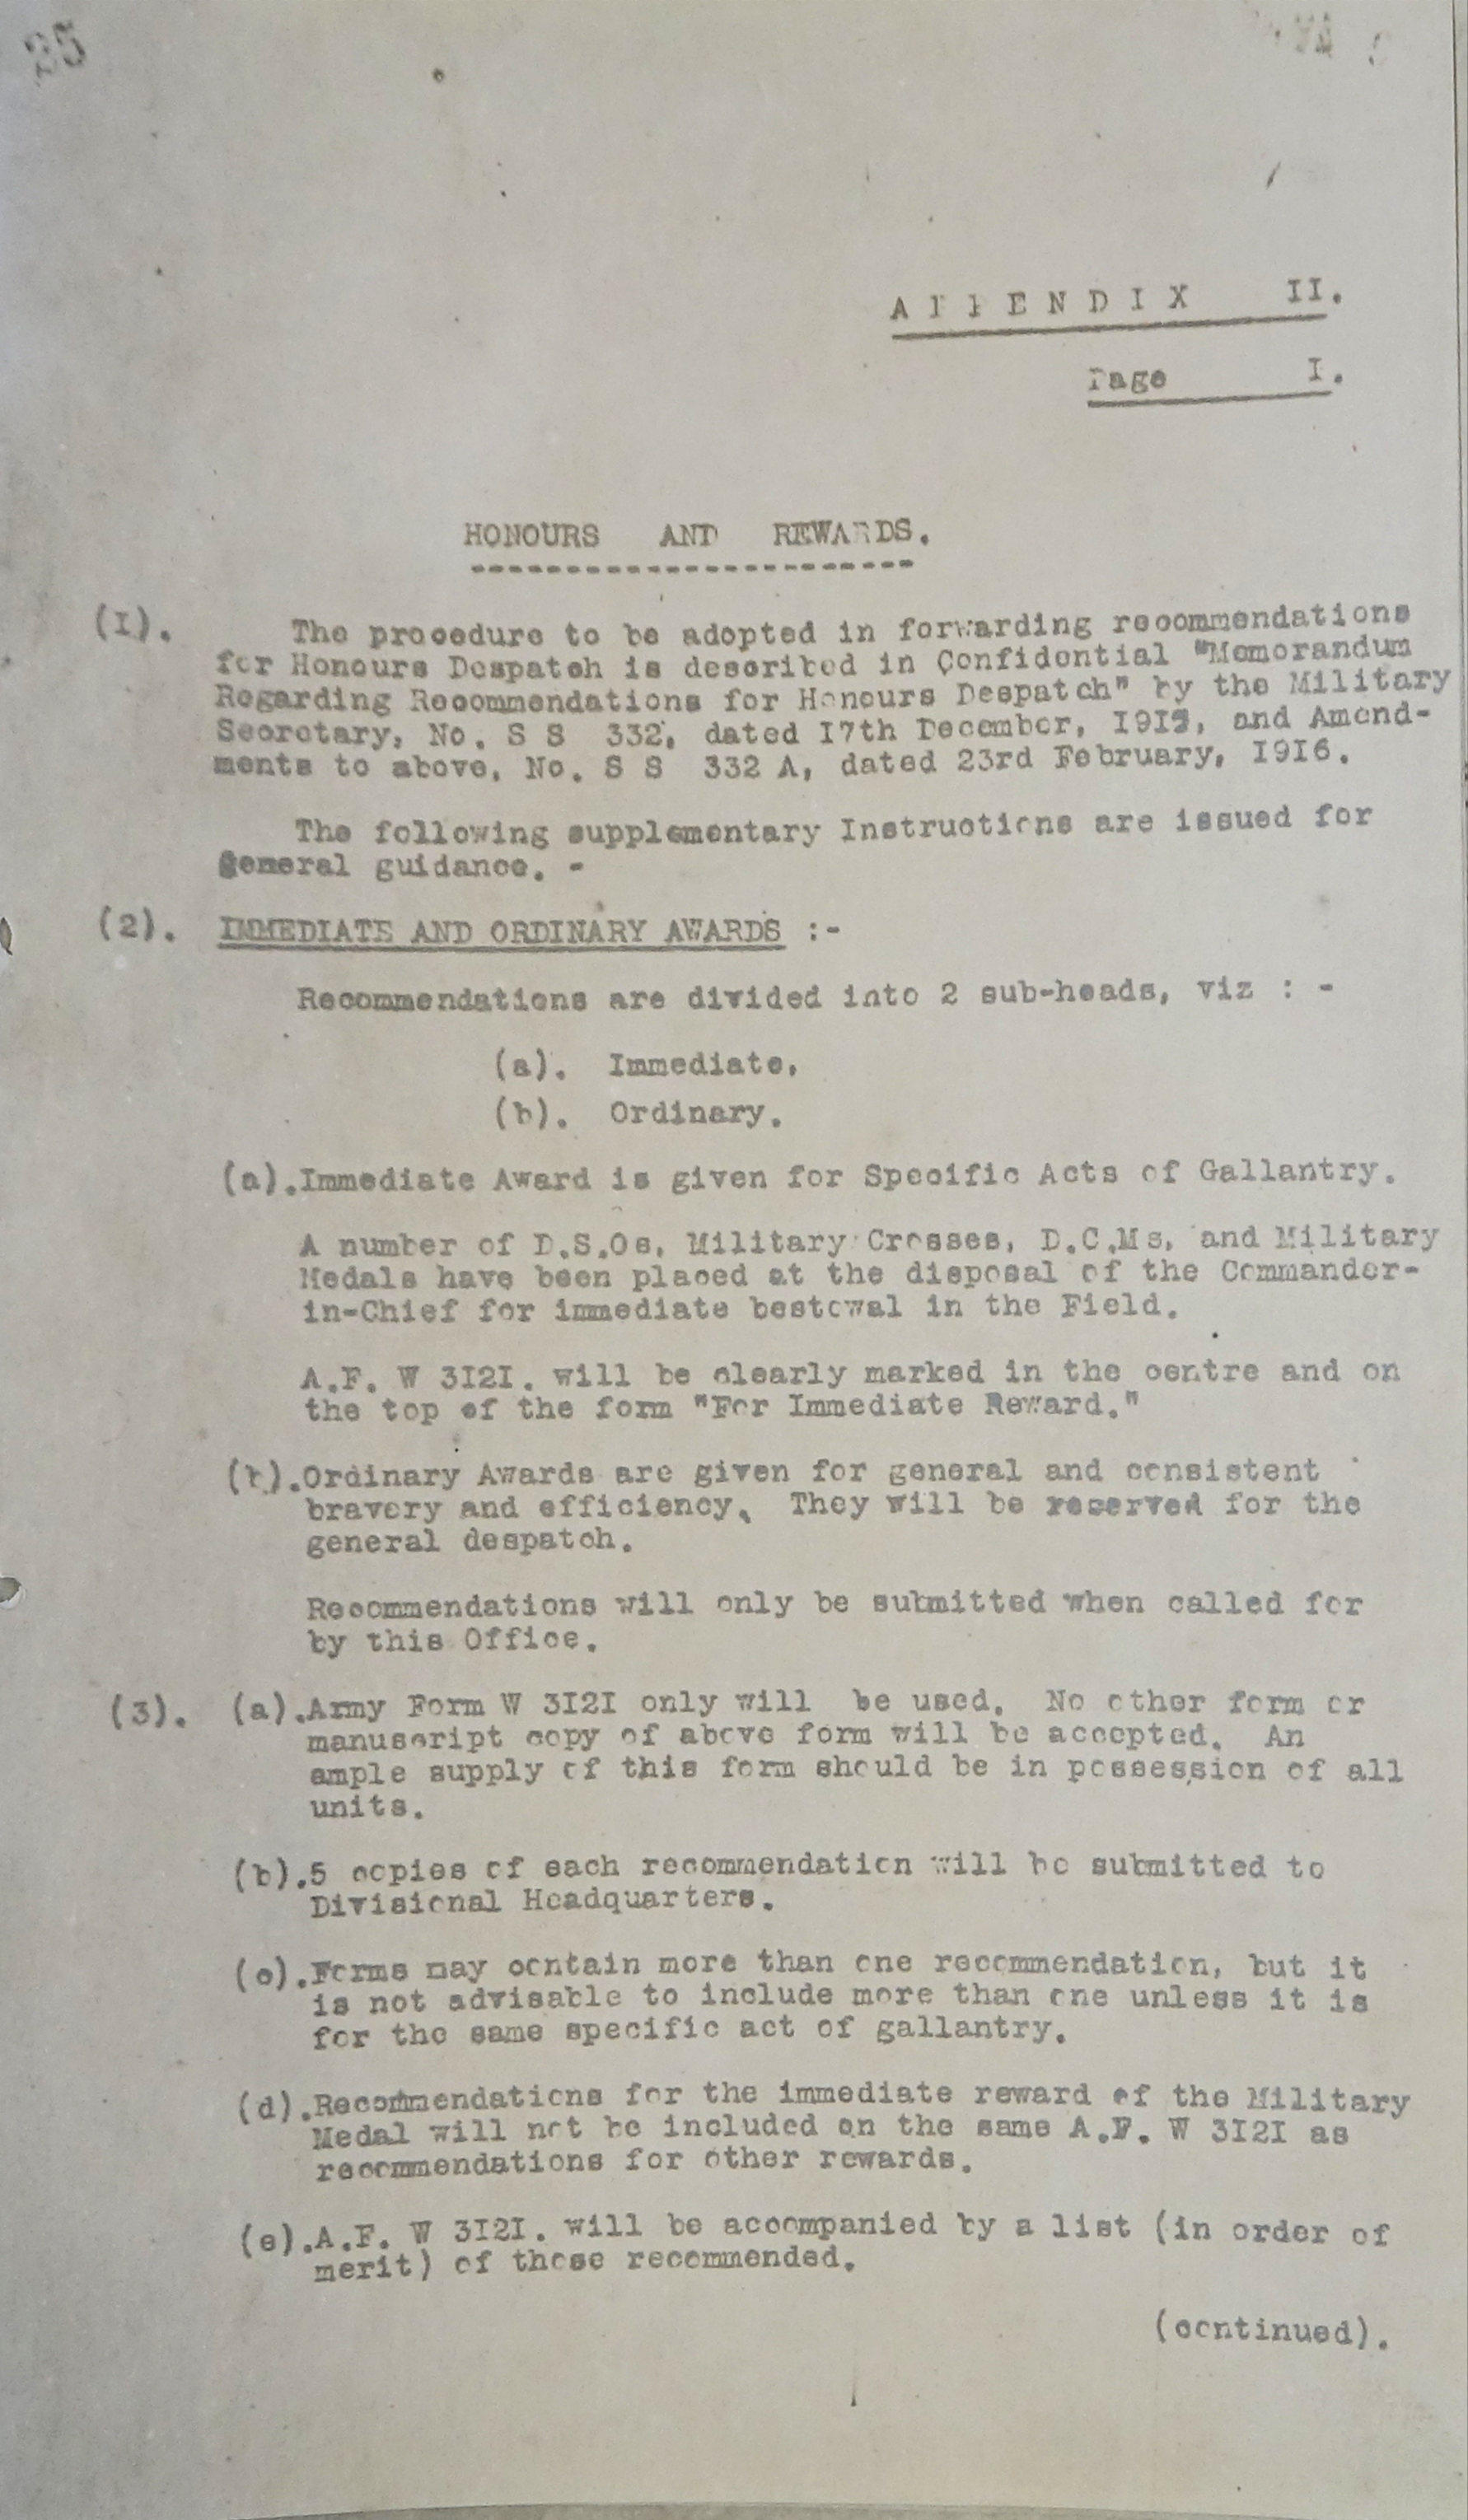 35
APPENDIX II.
Page I.
HONOURS AND REWARDS.
(I). The procedure to be adopted in forwarding recommendations
for Honours Despatch is described in Confidential "Memorandum
Regarding Recommendations for Honours Despatch" by the Military
Secretary, No. S S 332, dated I7th December, I915, and Amend-
ments to above, No. S S 332 A, dated 23rd February, I9I6.
The following supplementary Instructions are issued for
general guidance. -
(2). IMMEDIATE AND ORDINARY AWARDS :-
Recommendations are divided into 2 sub-heads, viz : -
(a). Immediate,
(b). Ordinary.
(a).Immediate Award is given for Specific Acts of Gallantry.
A number of D.S.Os, Military Crosses, D.C.Ms, and Military
Medals have been placed at the disposal of the Commander-
in-Chief for immediate bestowal in the Field.
A.F. W 3I2I. will be clearly marked in the centre and on
the top of the form "For Immediate Reward."
(b).Ordinary Awards are given for general and consistent
bravery and efficiency. They will be reserved for the
general despatch.
Recommendations will only be submitted when called for
by this Office.
(3). (a).Army Form W 3I2I only will be used. No other form or
manuscript copy of above form will be accepted. An
ample supply of this form should be in possession of all
units.
(b).5 copies of each recommendation will be submitted to
Divisional Headquarters.
(c).Forms may contain more than one recommendation, but it
is not advisable to include more than one unless it is
for the same specific act of gallantry.
(d).Recommendations for the immediate reward of the Military
Medal will not be included on the same A.F. W 3I2I as
recommendations for other rewards.
(e).A.F. W 3I2I. will be accompanied by a list (in order of
merit) of those recommended.
(continued).